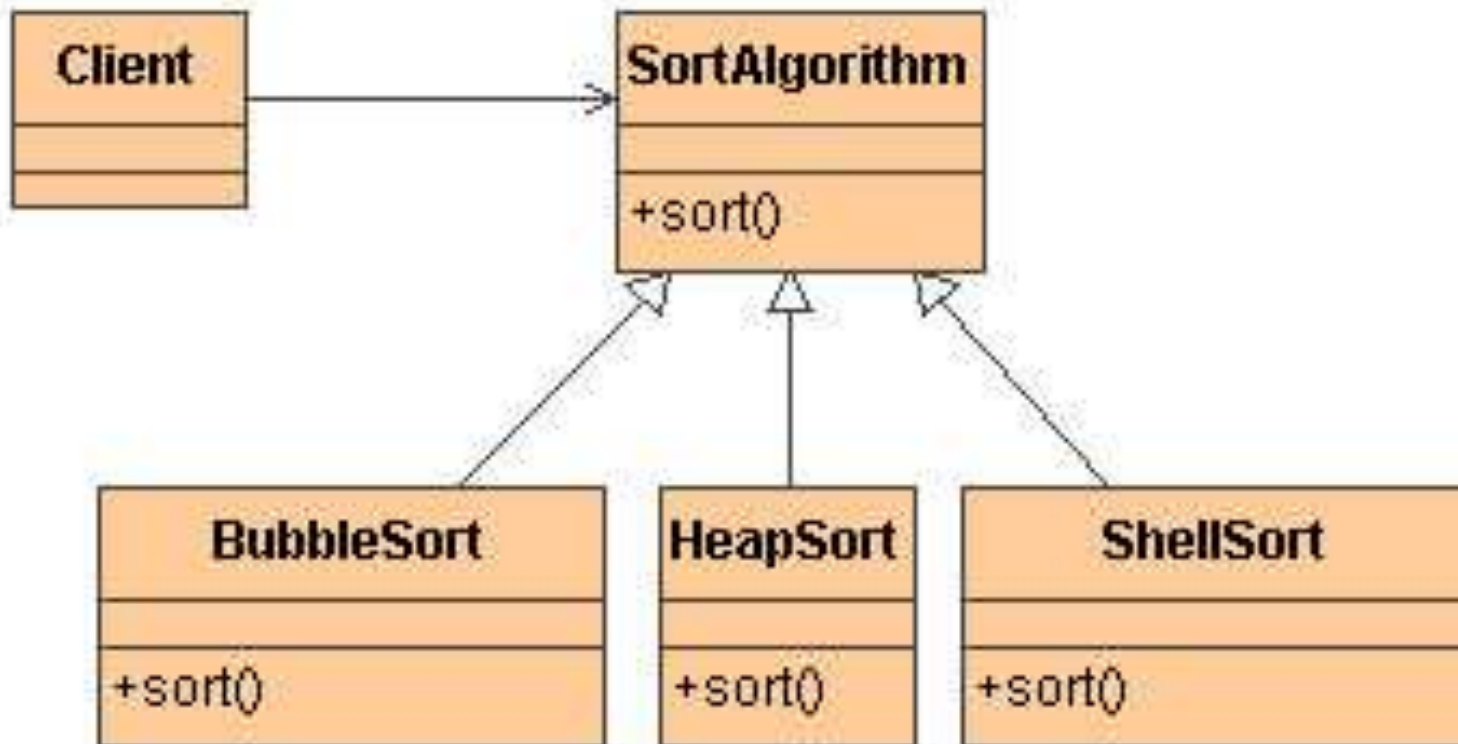 Client
SortAlgorithm
+sort()
BubbleSort
HeapSort
ShellSort
+sort()
+sort()
+sort()